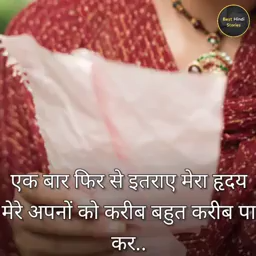 Best Hindi
Stories
एक बार फिर से इतराए मेरा हृदय
मेरे अपनों को करीब बहुत करीब पा
कर..